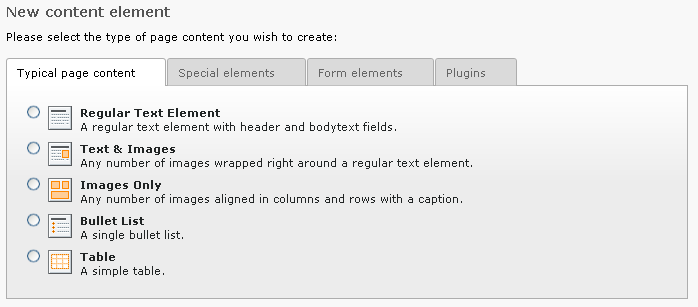 New content element
Please select the type of page content you wish to create:
Typical page content
Special elements
Form elements
Plugins
Regular Text Element
A regular text element with header and bodytext fields.
Text & Images
Any number of images wrapped right around a regular text element.
Images Only
Any number of images aligned in columns and rows with a caption.
Bullet List
A single bullet list.
Table
A simple table.